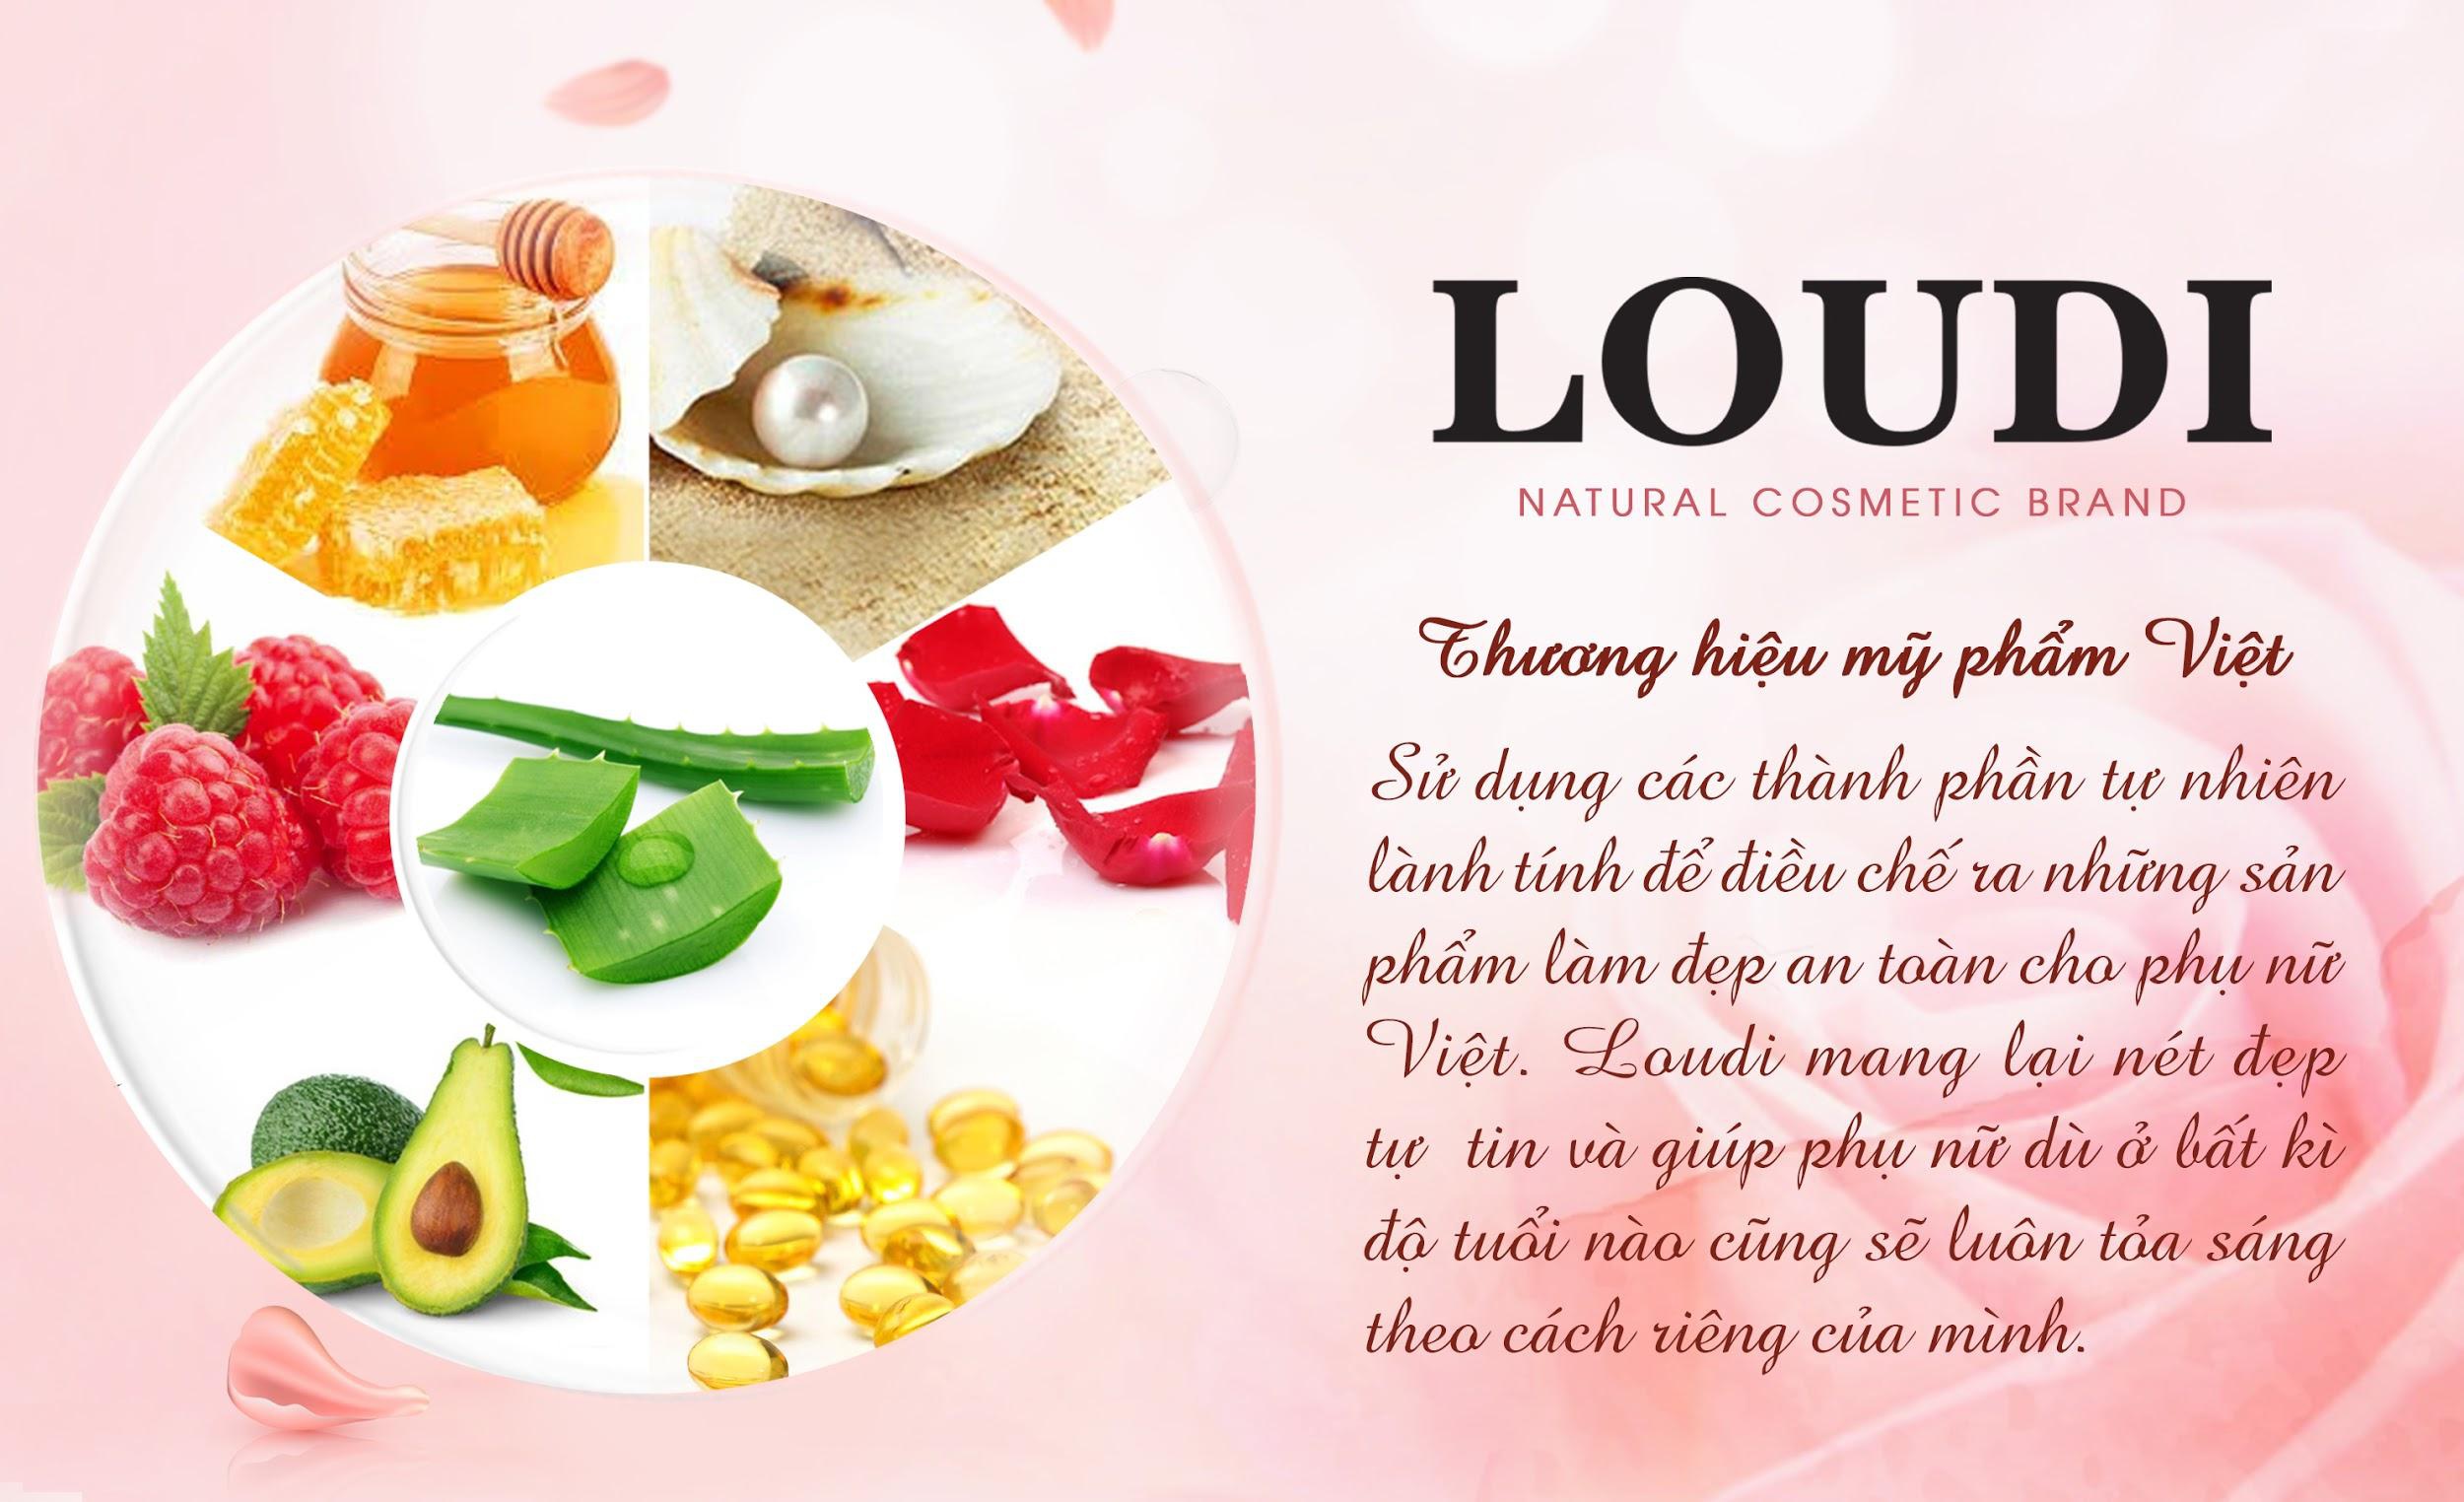 LOUDI
NATURAL COSMETIC BRAND
Thương hiệu mỹ phẩm Việt
Sử dụng các thành phần tự nhiên
lành tính để điều chế ra những sản
phẩm làm đẹp an toàn cho phụ nữ
Việt. Loudi mang lại nét đẹp
tự tin và giúp phụ nữ dù ở bất kì
độ tuổi nào cũng sẽ luôn tỏa sáng
theo cách riêng của mình.